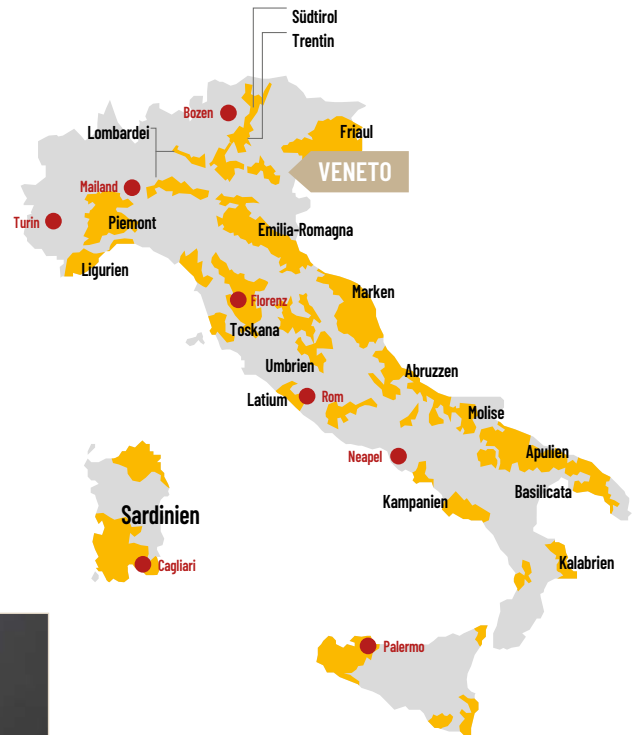 Südtirol
Trentin
Bozen
Lombardei
Friaul
VENETO
Mailand
Turin
Piemont
Emilia-Romagna
Ligurien
Marken
Florenz
Toskana
Umbrien
Abruzzen
Latium
Rom
Molise
Neapel
Apulien
Basilicata
Kampanien
Sardinien
Kalabrien
Cagliari
Palermo